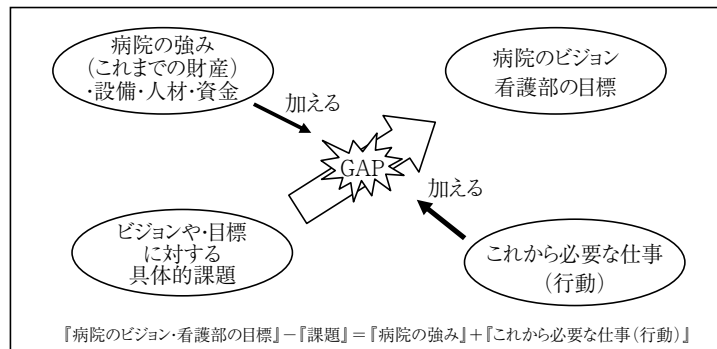 病院の強み
(これまでの財産)
・設備・人材・資金
加える
病院のビジョン
看護部の目標
GAP
加える
ビジョンや・目標
に対する
具体的課題
これから必要な仕事
(行動)
『病院のビジョン・看護部の目標』－『課題』＝『病院の強み』＋『これから必要な仕事(行動)』